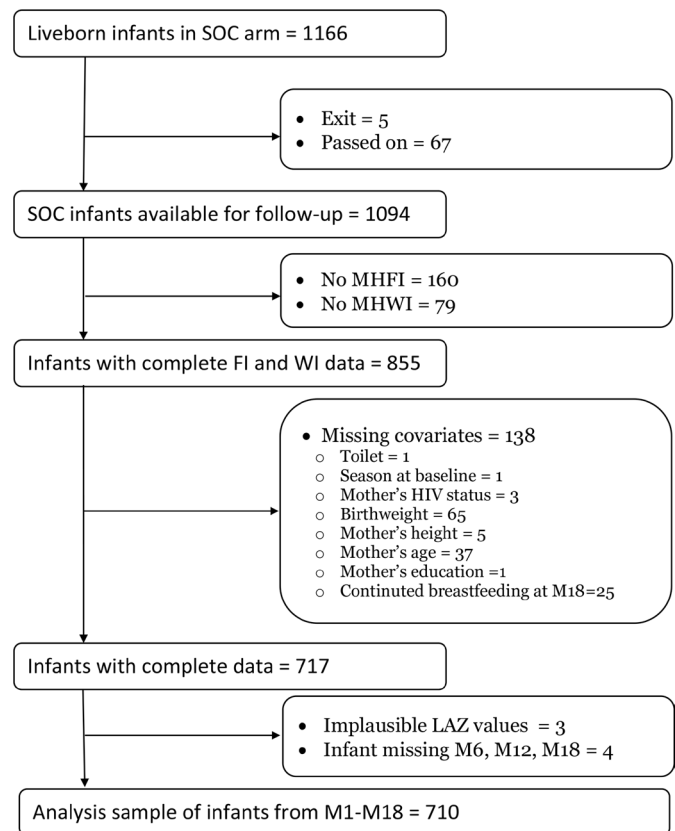 Liveborn infants in SOC arm = 1166
• Exit = 5
• Passed on = 67
SOC infants available for follow-up = 1094
• No MHFI = 160
• No MHWI = 79
Infants with complete FI and WI data = 855
• Missing covariates = 138
○ Toilet = 1
○ Season at baseline = 1
○ Mother’s HIV status = 3
○ Birthweight = 65
○ Mother’s height = 5
○ Mother’s age = 37
○ Mother’s education =1
○ Continuted breastfeeding at M18=25
Infants with complete data = 717
• Implausible LAZ values = 3
• Infant missing M6, M12, M18 = 4
Analysis sample of infants from M1-M18 = 710